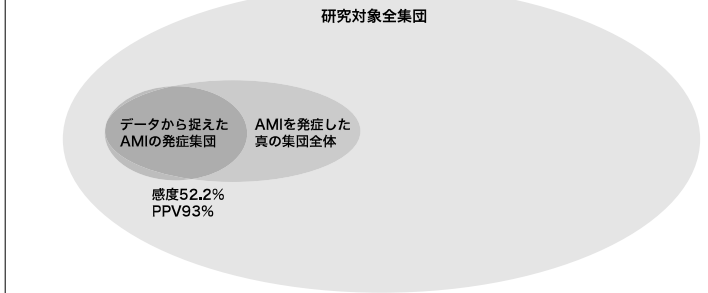 研究対象全集団
データから捉えた
AMIの発症集団
AMIを発症した
真の集団全体
感度52.2%
PPV93%